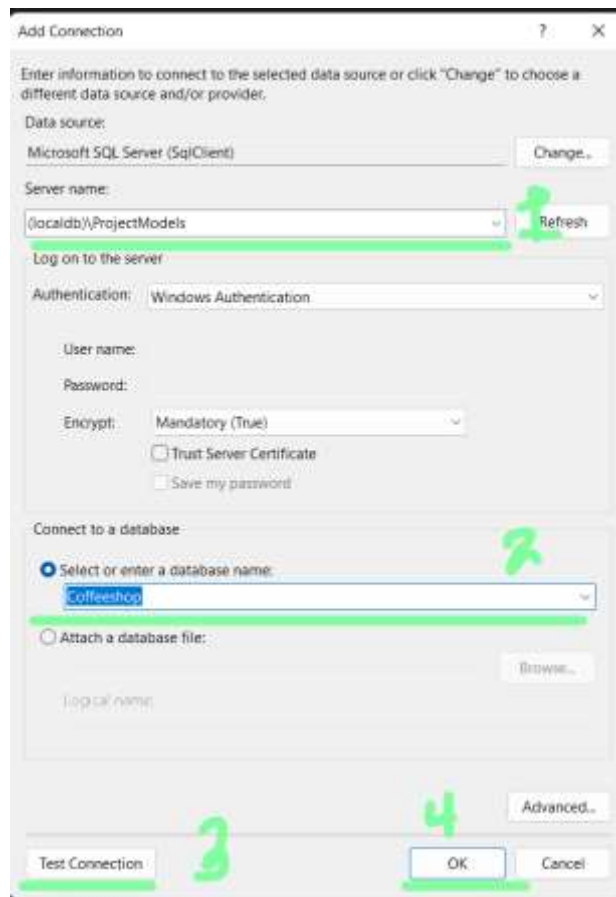 Add Connection ? ×
Enter information to connect to the selected data source or click "Change" to choose a
different data source and/or provider.
Data source:
Microsoft SQL Server (SqlClient) Change...
Server name: 1
(localdb)\ProjectModels Refresh
Log on to the server
Authentication: Windows Authentication
User name:
Password:
Encrypt: Mandatory (True)
Trust Server Certificate
Save my password
Connect to a database 2
Select or enter a database name:
Coffeeshop
Attach a database file:
Browse...
Logical name:
Advanced...
3 4
Test Connection OK Cancel